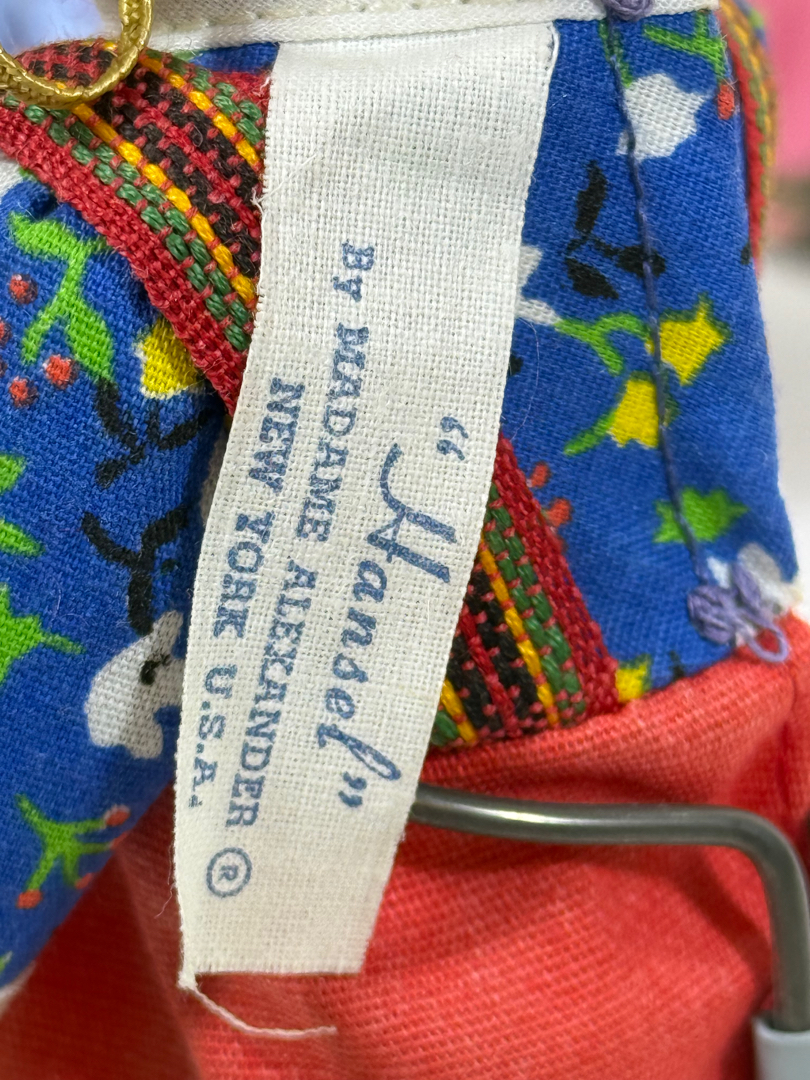 "Hansel"
By MADAME ALEXANDER ®
NEW YORK U.S.A.